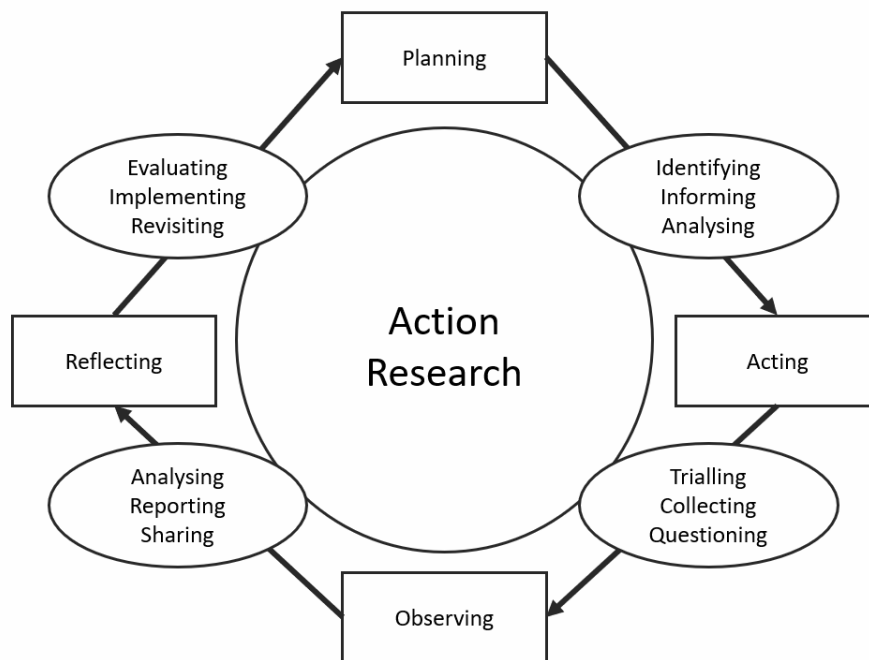 Planning
Evaluating
Implementing
Revisiting
Identifying
Informing
Analysing
Action
Research
Reflecting
Acting
Analysing
Reporting
Sharing
Trialling
Collecting
Questioning
Observing